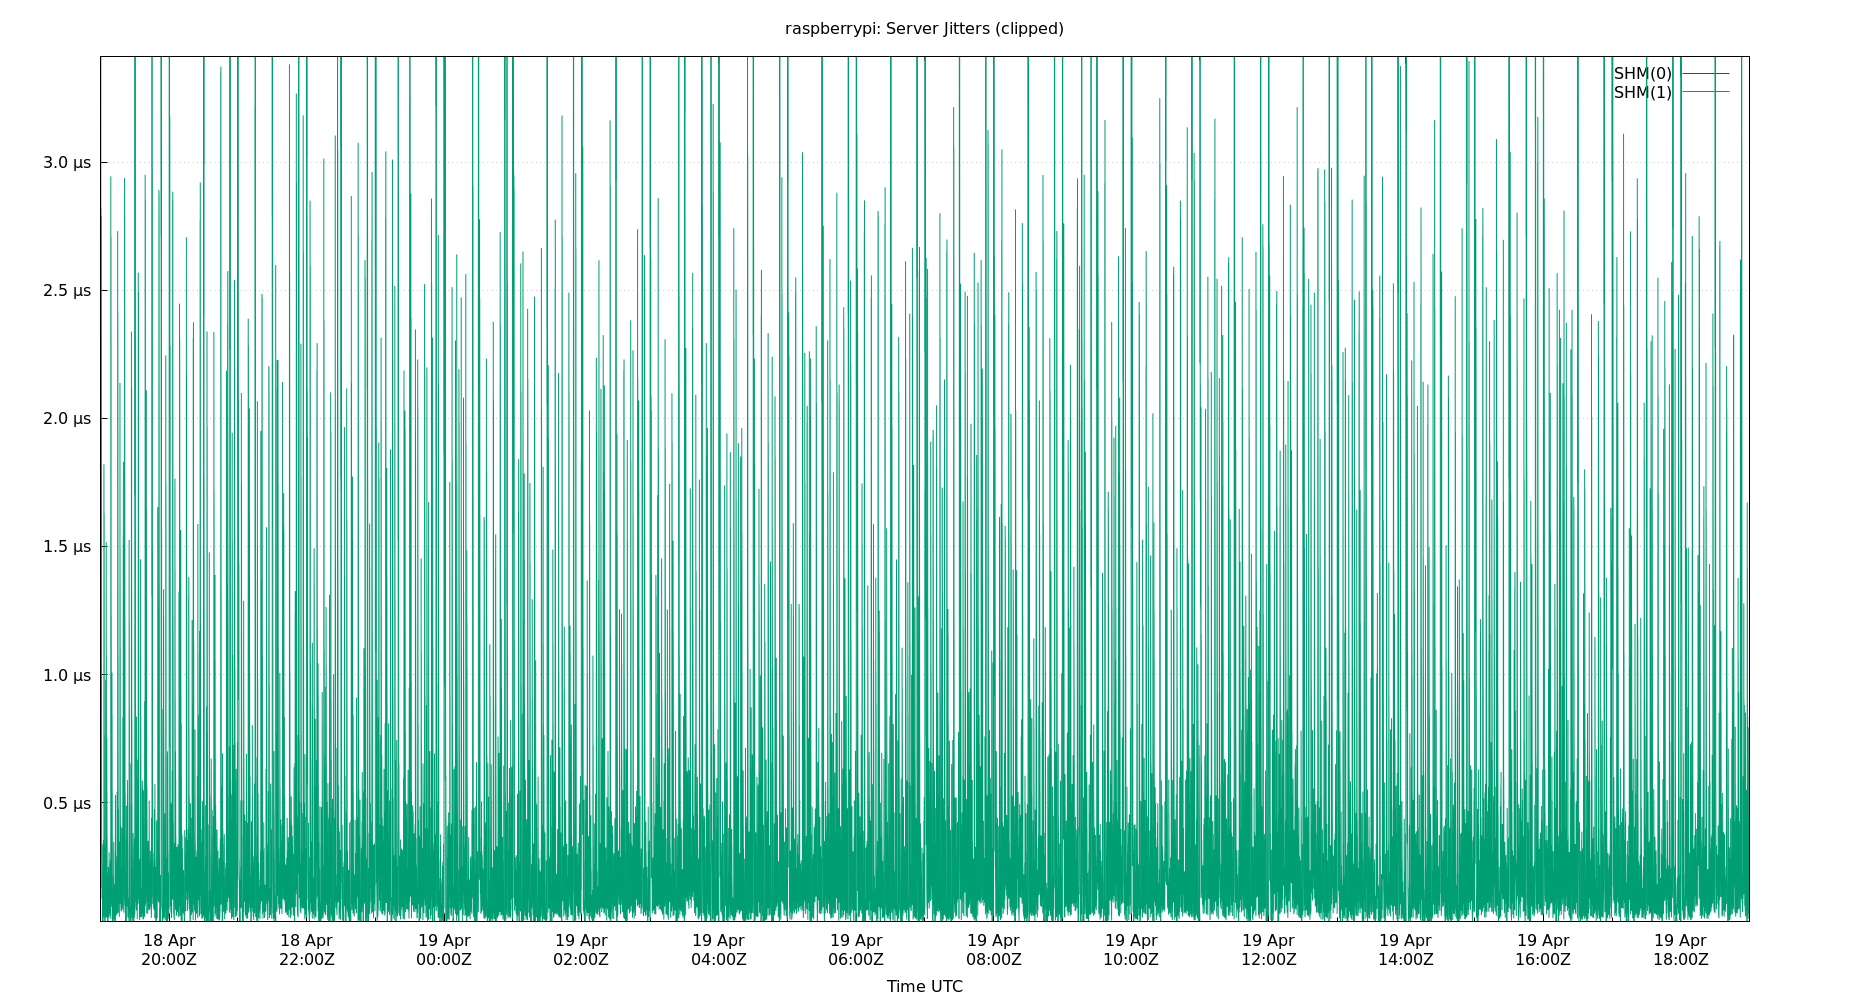 raspberrypi: Server Jitters (clipped)
SHM(0)
SHM(1)
3.0 µs
2.5 µs
2.0 µs
1.5 µs
1.0 µs
0.5 µs
18 Apr 18 Apr 19 Apr 19 Apr 19 Apr 19 Apr 19 Apr 19 Apr 19 Apr 19 Apr 19 Apr 19 Apr
20:00Z 22:00Z 00:00Z 02:00Z 04:00Z 06:00Z 08:00Z 10:00Z 12:00Z 14:00Z 16:00Z 18:00Z
Time UTC